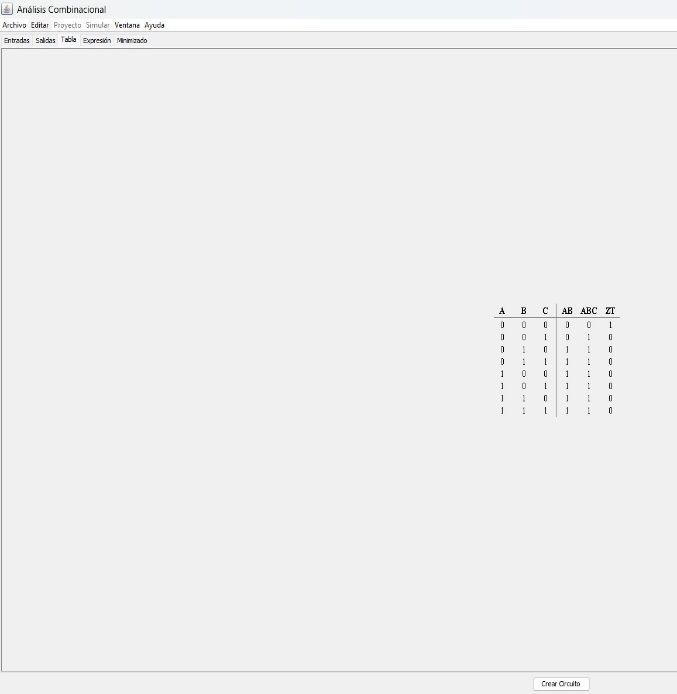 Análisis Combinacional
Archivo Editar Proyecto Simular Ventana Ayuda
Entradas Salidas Tabla Expresión Minimizado
A B C AB ABC ZT
0 0 0 0 0 1
0 0 1 0 1 0
0 1 0 1 1 0
0 1 1 1 1 0
1 0 0 1 1 0
1 0 1 1 1 0
1 1 0 1 1 0
1 1 1 1 1 0
Crear Circuito